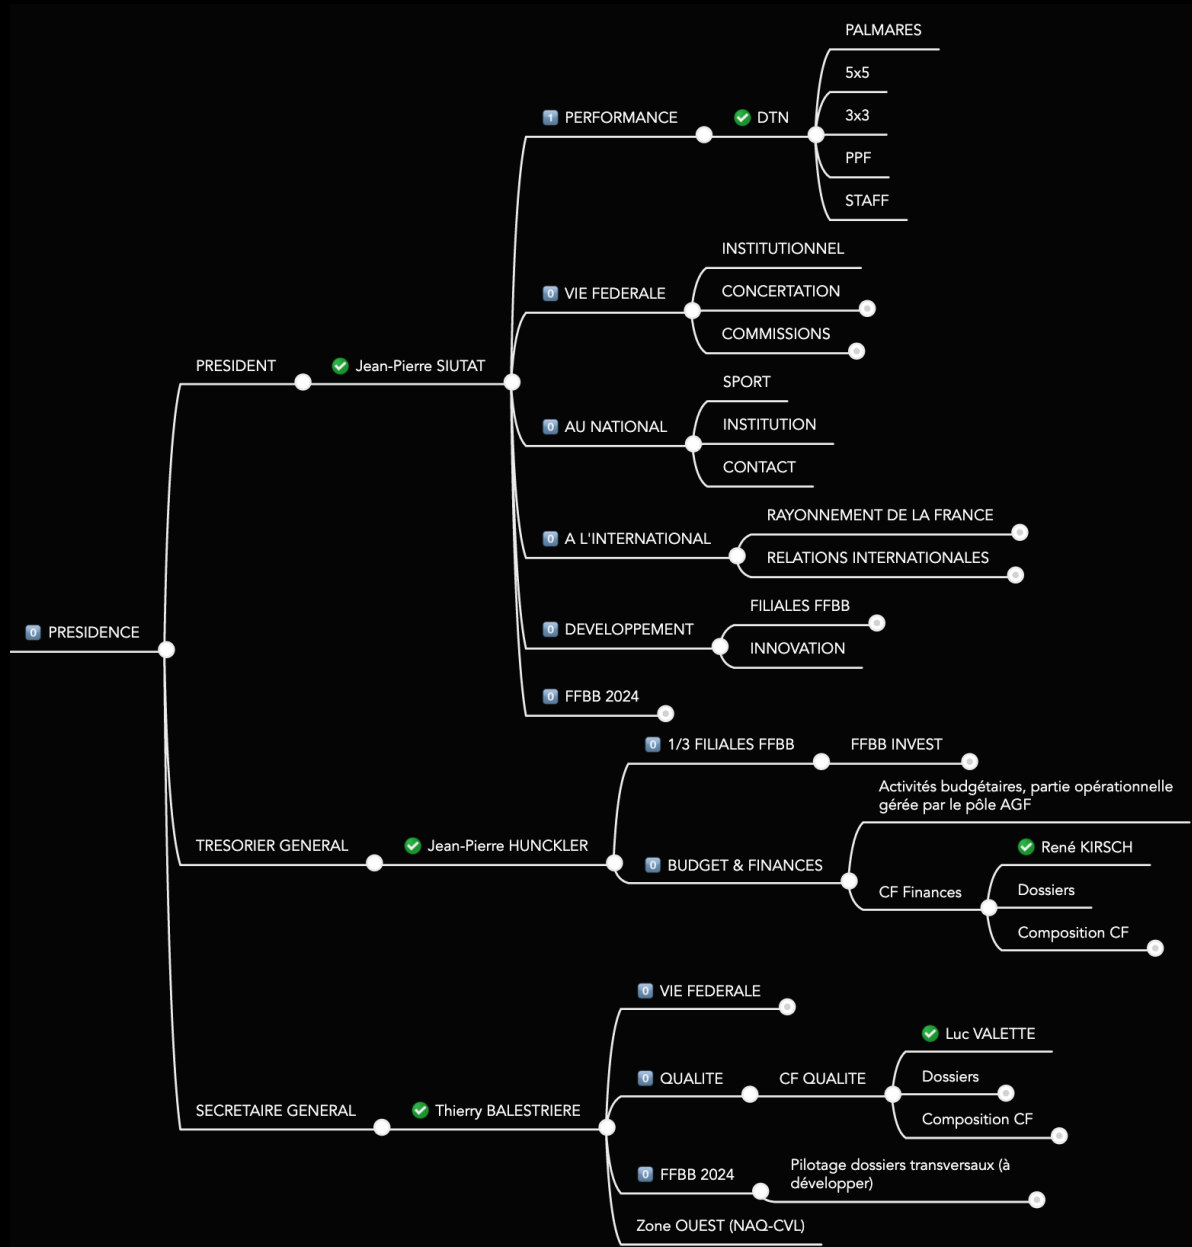 PALMARES
5x5
1 PERFORMANCE
DTN
3x3
PPF
STAFF
INSTITUTIONNEL
0 VIE FEDERALE
CONCERTATION
COMMISSIONS
PRESIDENT
Jean-Pierre SIUTAT
SPORT
0 AU NATIONAL
INSTITUTION
CONTACT
RAYONNEMENT DE LA FRANCE
0 A L'INTERNATIONAL
RELATIONS INTERNATIONALES
FILIALES FFBB
0 PRESIDENCE
0 DEVELOPPEMENT
INNOVATION
0 FFBB 2024
0 1/3 FILIALES FFBB
FFBB INVEST
Activités budgétaires, partie opérationnelle
gérée par le pôle AGF
TRESORIER GENERAL
Jean-Pierre HUNCKLER
René KIRSCH
0 BUDGET & FINANCES
CF Finances
Dossiers
Composition CF
0 VIE FEDERALE
Luc VALETTE
0 QUALITE
CF QUALITE
Dossiers
SECRETAIRE GENERAL
Thierry BALESTRIERE
Composition CF
0 FFBB 2024
Pilotage dossiers transversaux (à
développer)
Zone OUEST (NAQ-CVL)